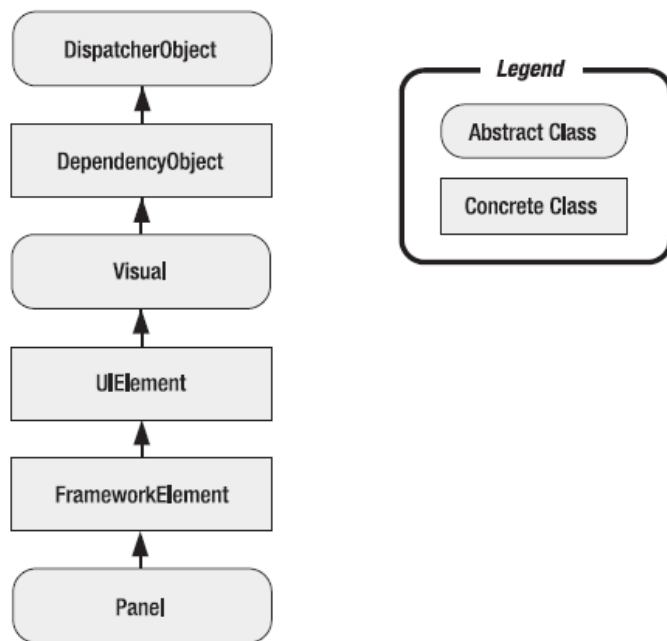 DispatcherObject
DependencyObject
Visual
UIElement
FrameworkElement
Panel
Legend
Abstract Class
Concrete Class